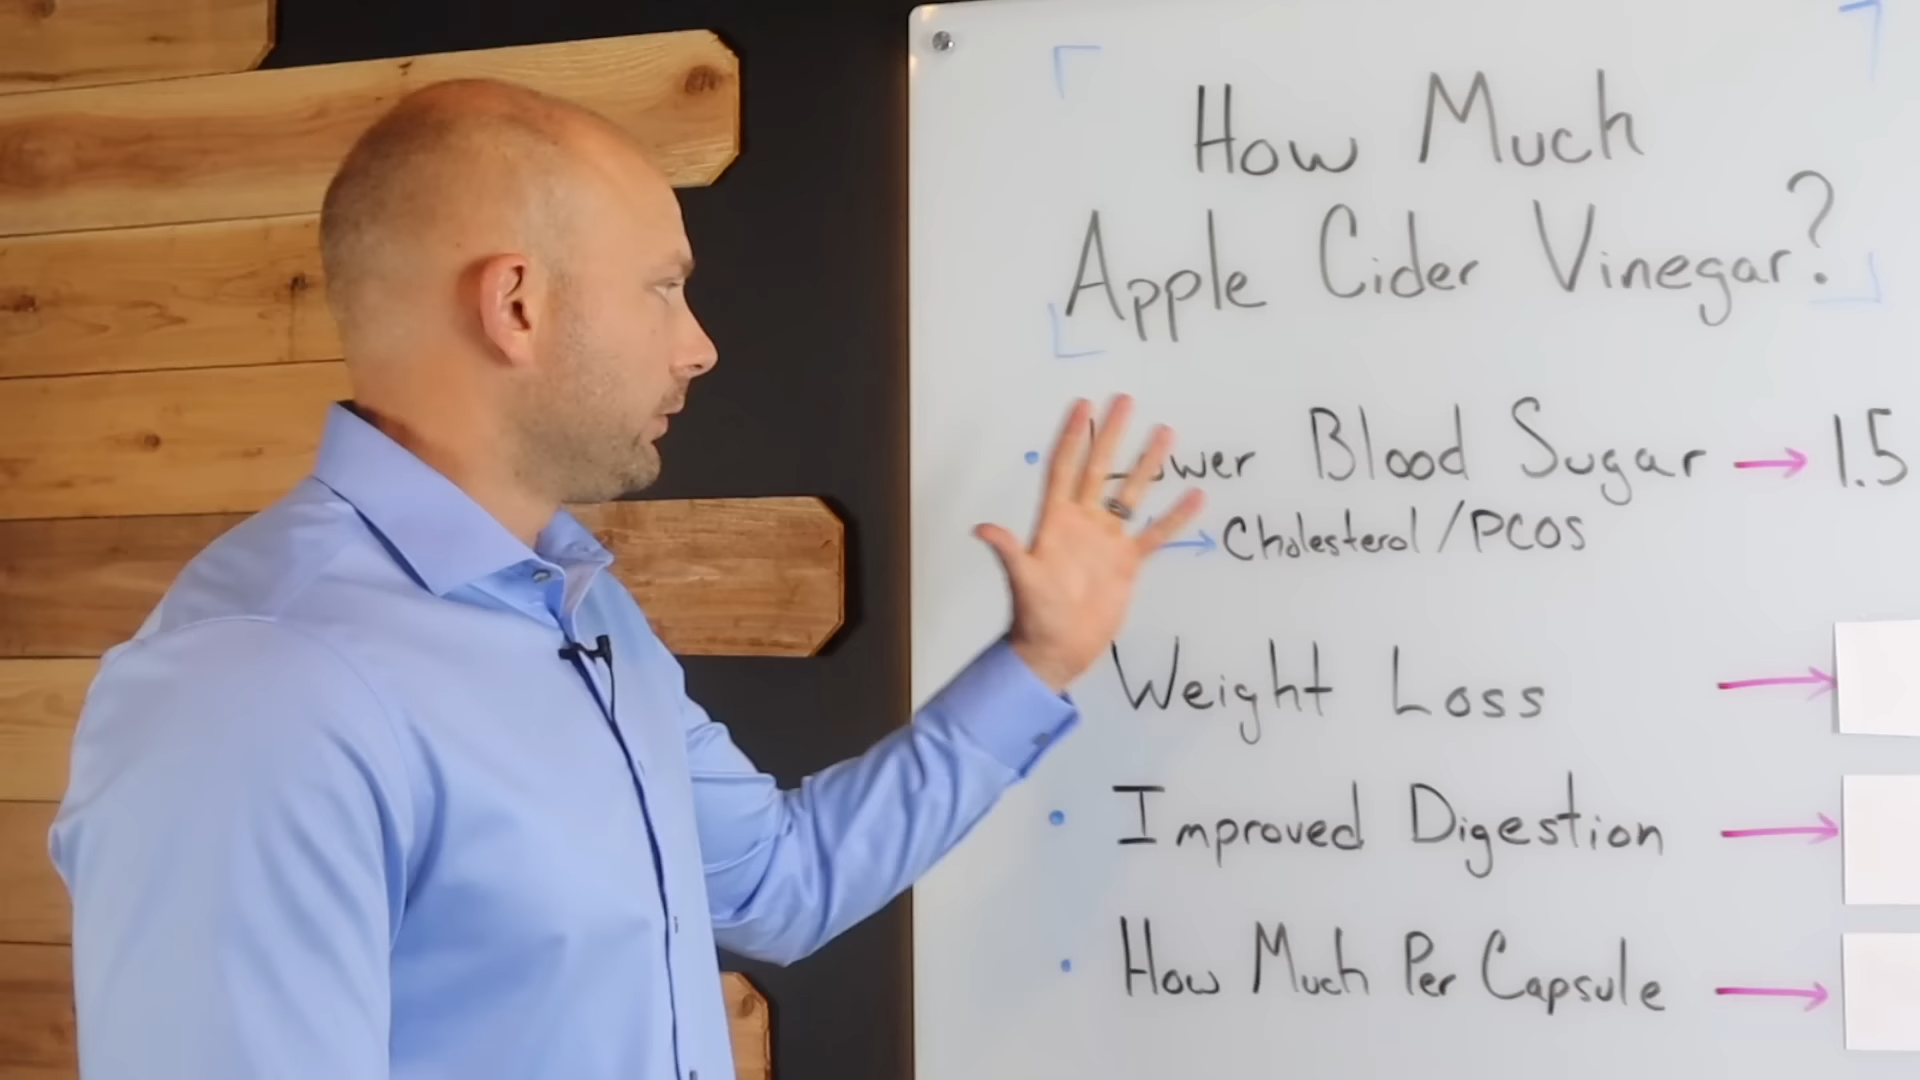 How Much
Apple Cider Vinegar?
Lower Blood Sugar → 1.5
→ Cholesterol/PCOS
Weight Loss →
• Improved Digestion →
• How Much Per Capsule →